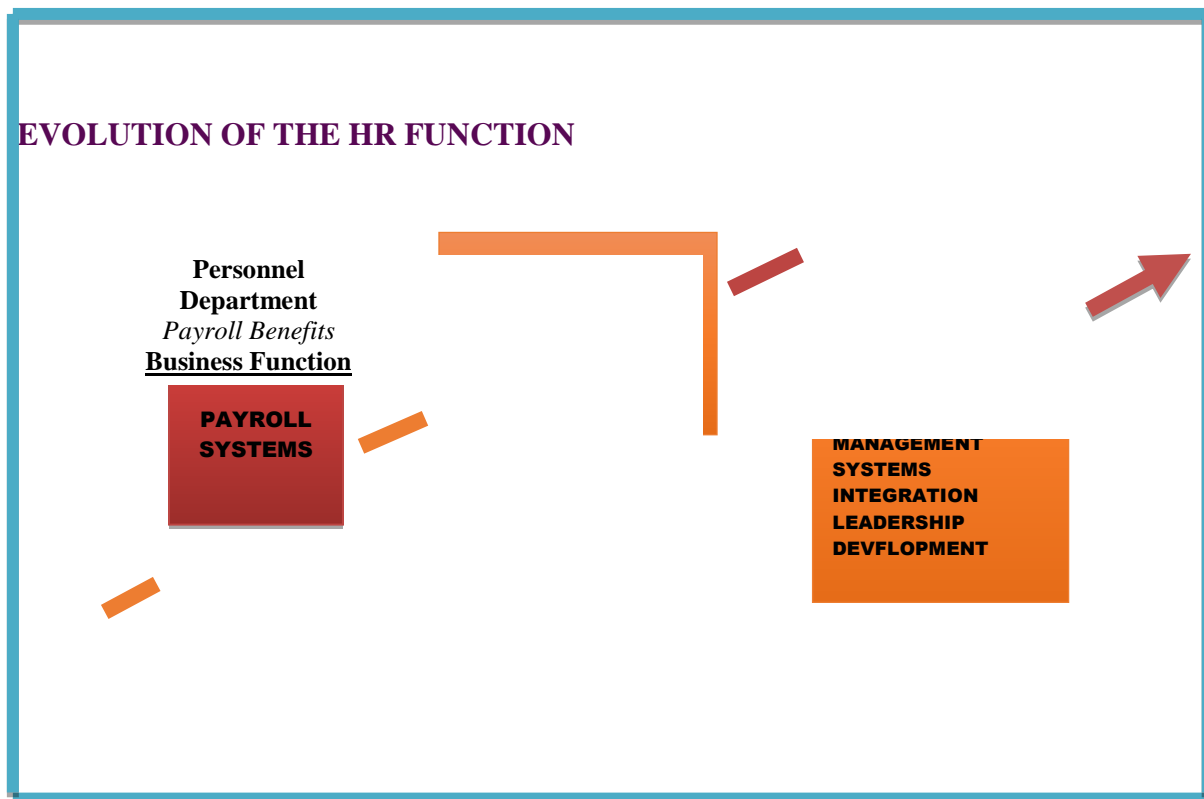 EVOLUTION OF THE HR FUNCTION
Personnel
Department
Payroll Benefits
Business Function
PAYROLL
SYSTEMS
MANAGEMENT
SYSTEMS
INTEGRATION
LEADERSHIP
DEVFLOPMENT